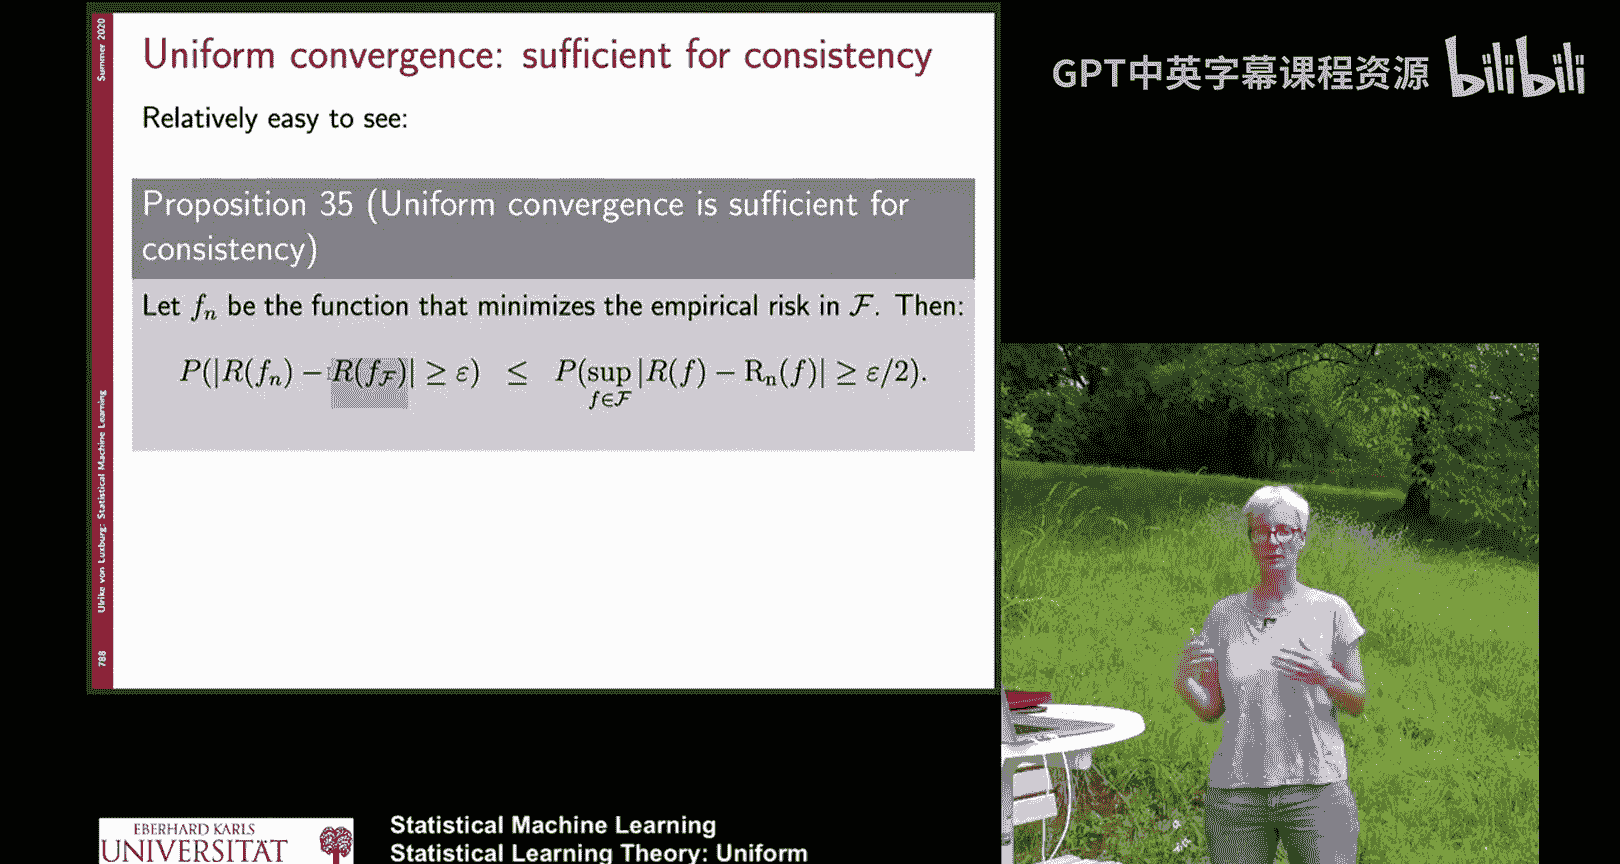 Summer 2020
Uniform convergence: sufficient for consistency
Relatively easy to see:
Proposition 35 (Uniform convergence is sufficient for
consistency)
Let fₙ be the function that minimizes the empirical risk in 𝓕. Then:
P(|R(fₙ) − R(f_𝓕)| ≥ ε) ≤ P(sup |R(f) − Rₙ(f)| ≥ ε/2).
f∈𝓕
Ulrike von Luxburg: Statistical Machine Learning
788
GPT中英字幕课程资源 bilibili
EBERHARD KARLS
UNIVERSITÄT
Statistical Machine Learning
Statistical Learning Theory: Uniform